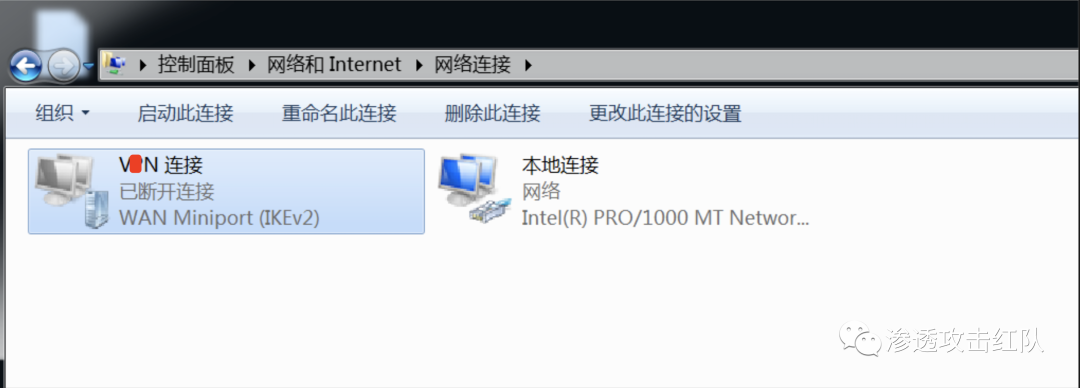 控制面板 网络和 Internet 网络连接
组织 启动此连接 重命名此连接 删除此连接 更改此连接的设置
V N 连接
已断开连接
WAN Miniport (IKEv2)
本地连接
网络
Intel(R) PRO/1000 MT Networ...
渗透攻击红队